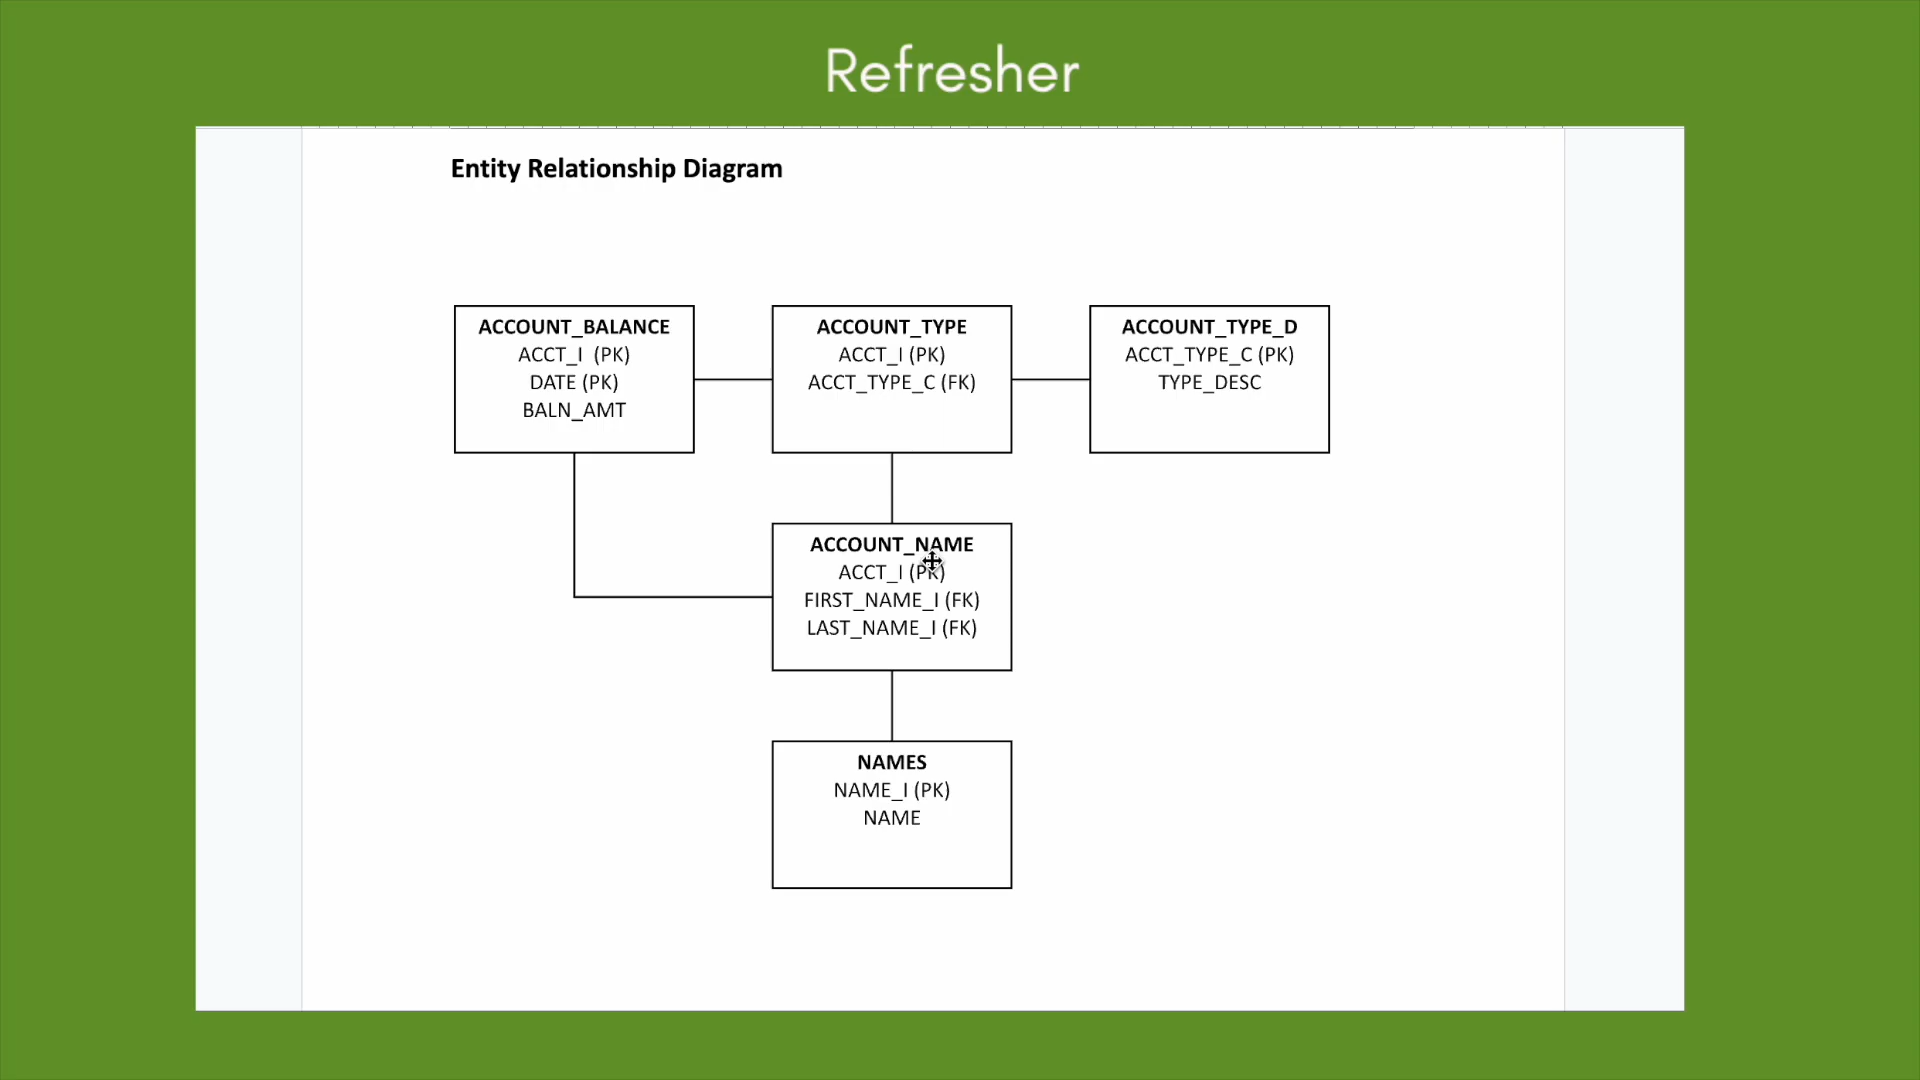 Refresher
Entity Relationship Diagram
ACCOUNT_BALANCE
ACCT_I (PK)
DATE (PK)
BALN_AMT
ACCOUNT_TYPE
ACCT_I (PK)
ACCT_TYPE_C (FK)
ACCOUNT_TYPE_D
ACCT_TYPE_C (PK)
TYPE_DESC
ACCOUNT_NAME
ACCT_I (PK)
FIRST_NAME_I (FK)
LAST_NAME_I (FK)
NAMES
NAME_I (PK)
NAME